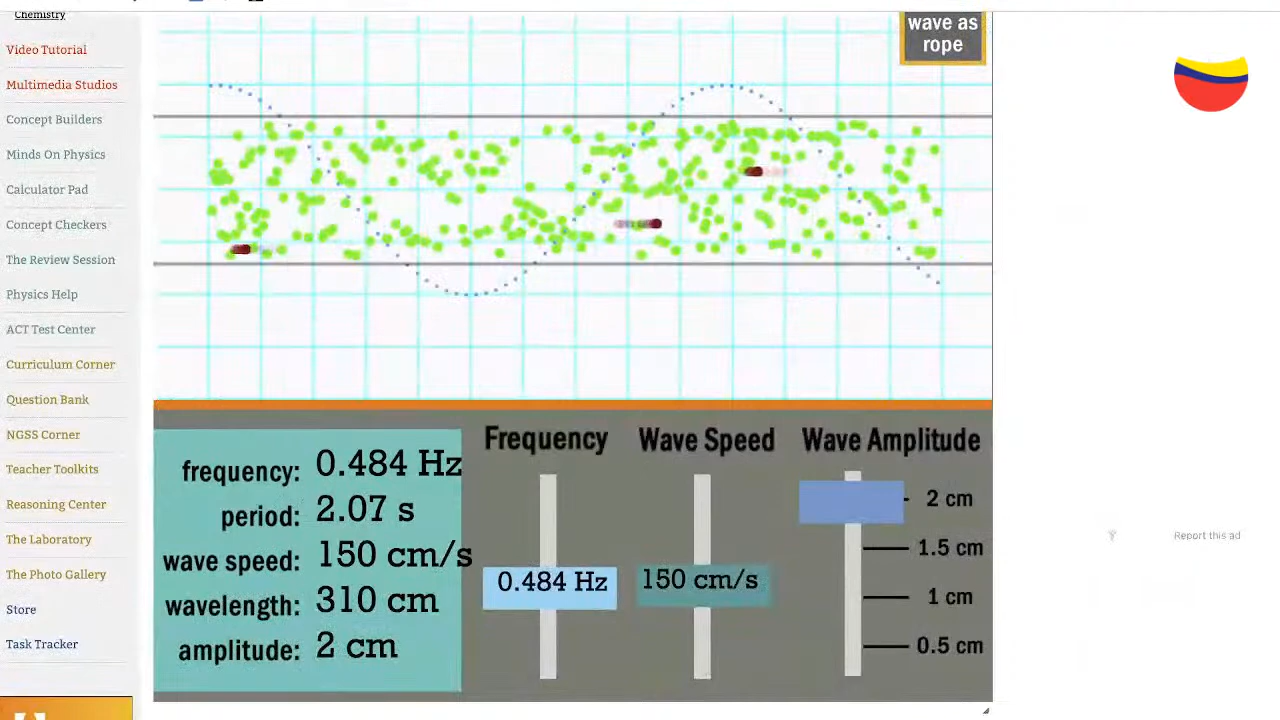 Chemistry
Video Tutorial
Multimedia Studios
Concept Builders
Minds On Physics
Calculator Pad
Concept Checkers
The Review Session
Physics Help
ACT Test Center
Curriculum Corner
Question Bank
NGSS Corner
Teacher Toolkits
Reasoning Center
The Laboratory
The Photo Gallery
Store
Task Tracker
wave as
rope
frequency: 0.484 Hz
period: 2.07 s
wave speed: 150 cm/s
wavelength: 310 cm
amplitude: 2 cm
Frequency
0.484 Hz
Wave Speed
150 cm/s
Wave Amplitude
2 cm
1.5 cm
1 cm
0.5 cm
Report this ad